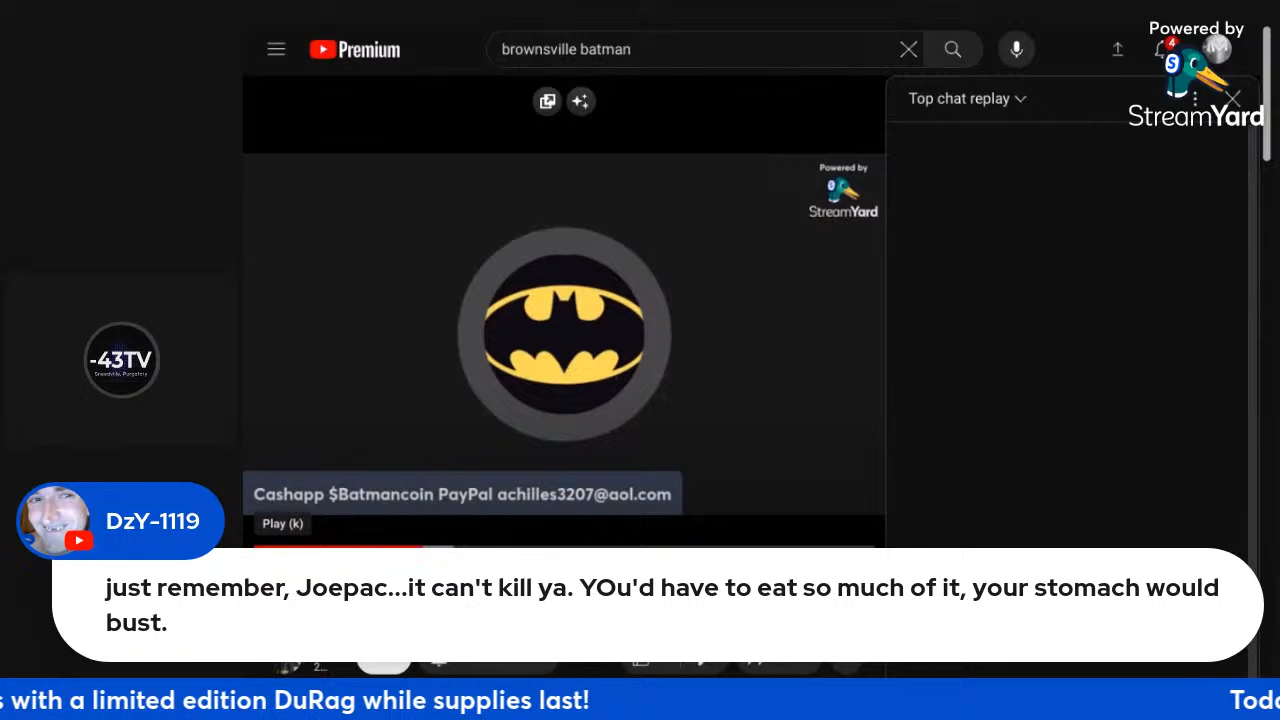 Powered by
StreamYard
Premium
brownsville batman
4
Top chat replay
Powered by
StreamYard
-43TV
Cashapp $Batmancoin PayPal achilles3207@aol.com
Play (k)
DzY-1119
just remember, Joepac...it can't kill ya. YOu'd have to eat so much of it, your stomach would
bust.
2...
s with a limited edition DuRag while supplies last!
Toda